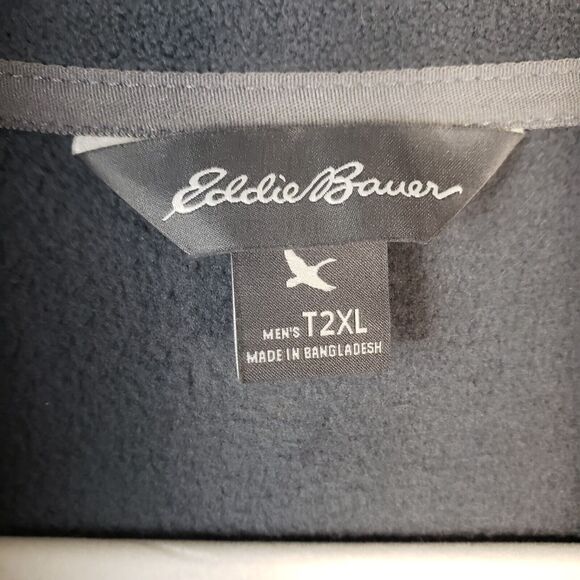 Eddie Bauer
MEN'S T2XL
MADE IN BANGLADESH